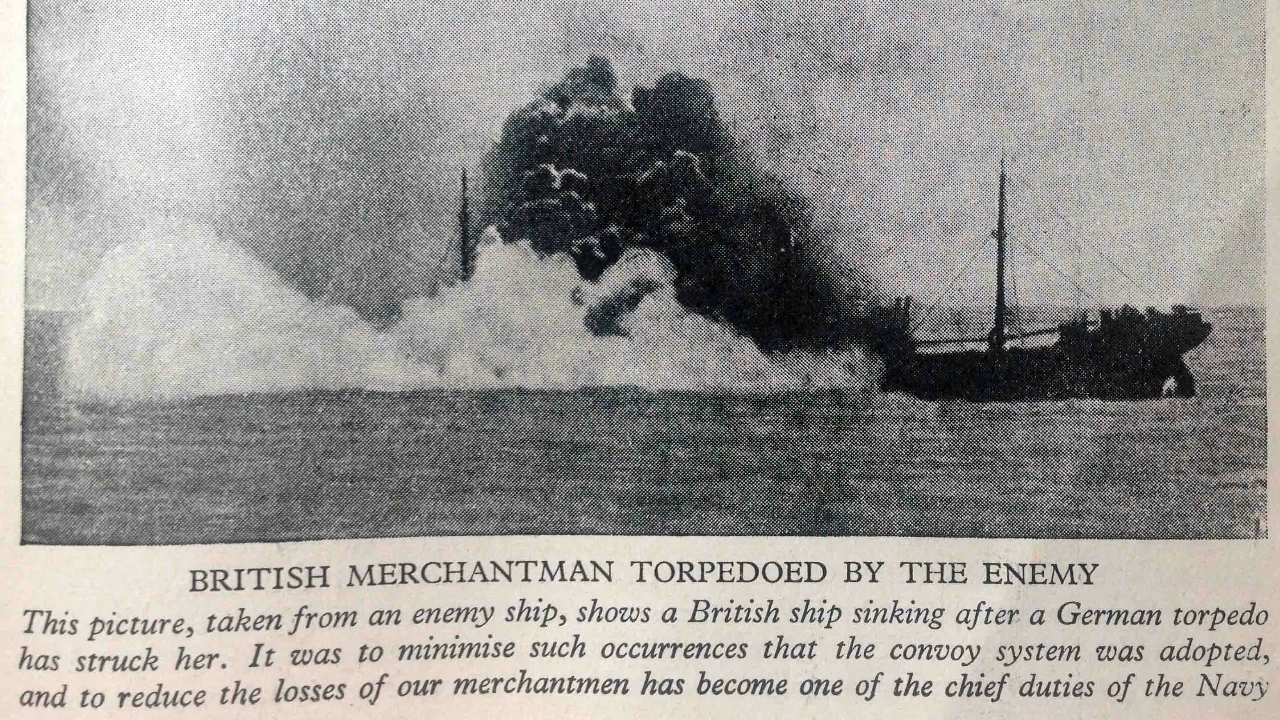 BRITISH MERCHANTMAN TORPEDOED BY THE ENEMY
This picture, taken from an enemy ship, shows a British ship sinking after a German torpedo
has struck her. It was to minimise such occurrences that the convoy system was adopted,
and to reduce the losses of our merchantmen has become one of the chief duties of the Navy